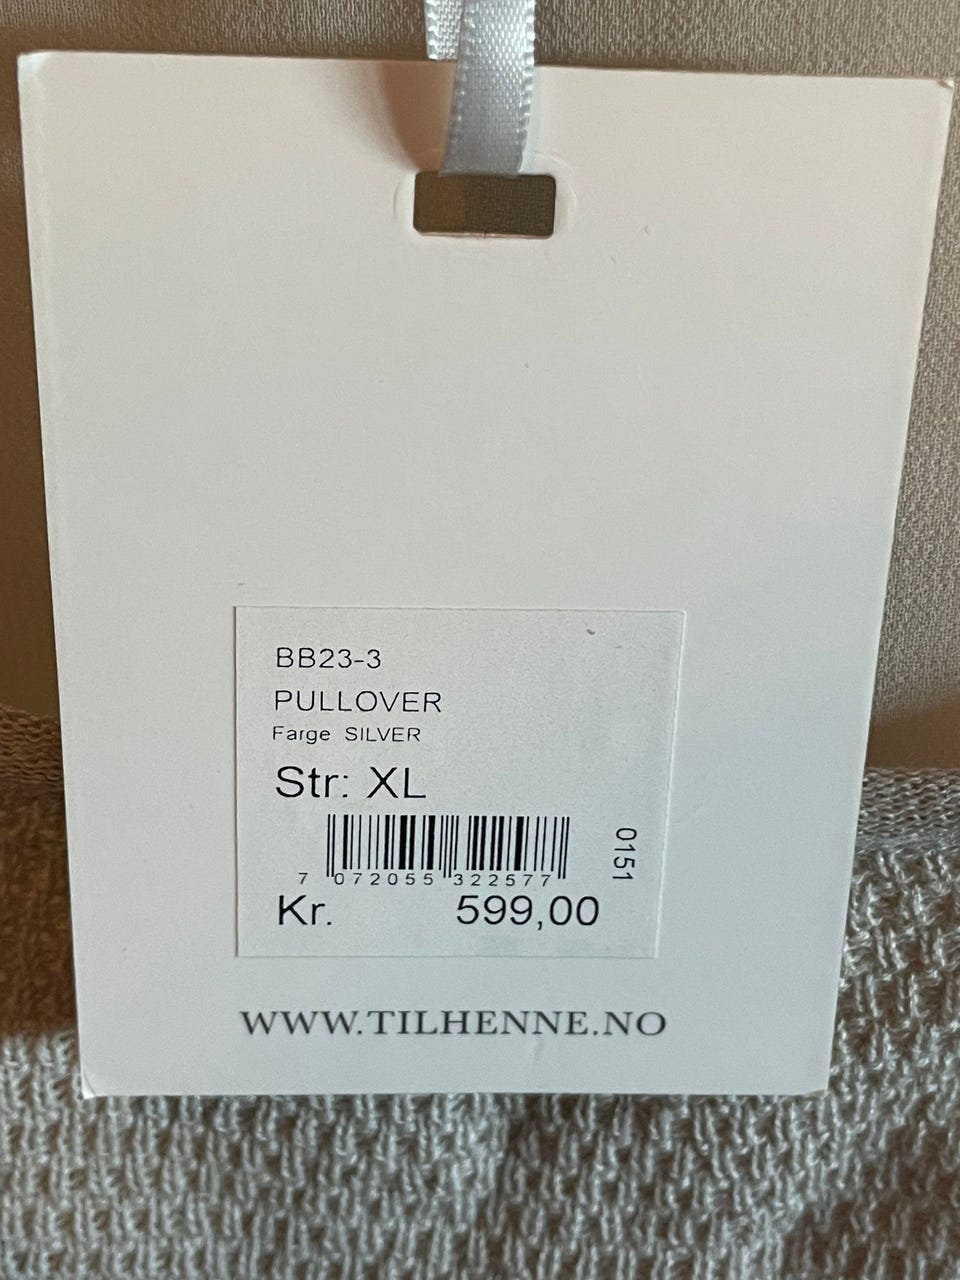 BB23-3
PULLOVER
Farge SILVER
Str: XL
7 072055 322577
0151
Kr. 599,00
WWW.TILHENNE.NO